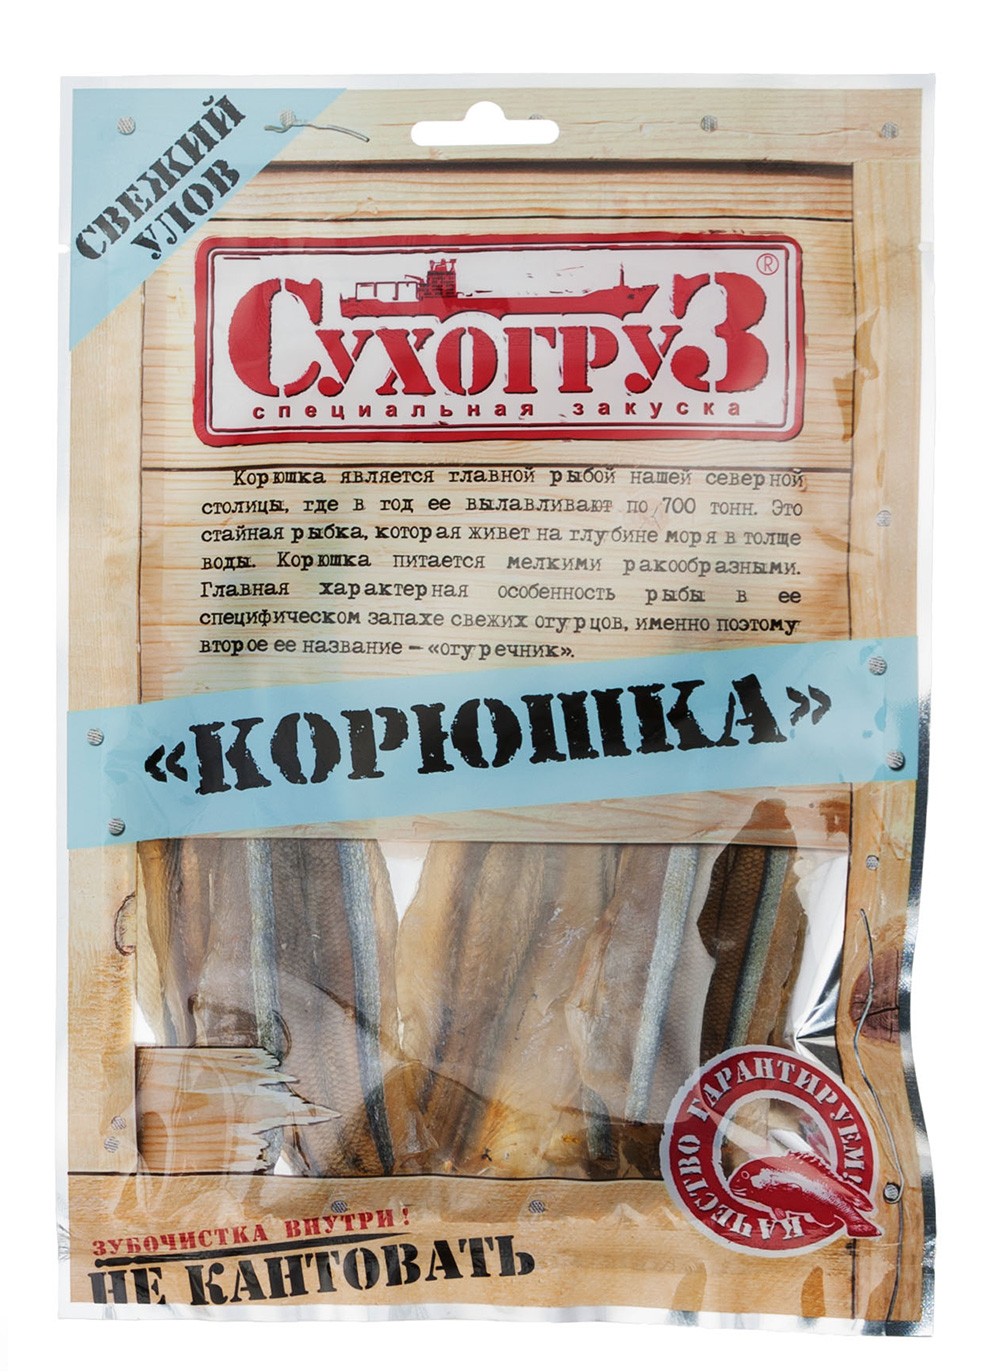 СВЕЖИЙ
УЛОВ
СУХОГРУЗ ®
специальная закуска
Корюшка является главной рыбой нашей северной
столицы, где в год ее вылавливают по 700 тонн. Это
стайная рыбка, которая живет на глубине моря в толще
воды. Корюшка питается мелкими ракообразными.
Главная характерная особенность рыбы в ее
специфическом запахе свежих огурцов, именно поэтому
второе ее название – «огуречник».
«КОРЮШКА»
КАЧЕСТВО ГАРАНТИРУЕМ!
ЗУБОЧИСТКА ВНУТРИ!
НЕ КАНТОВАТЬ